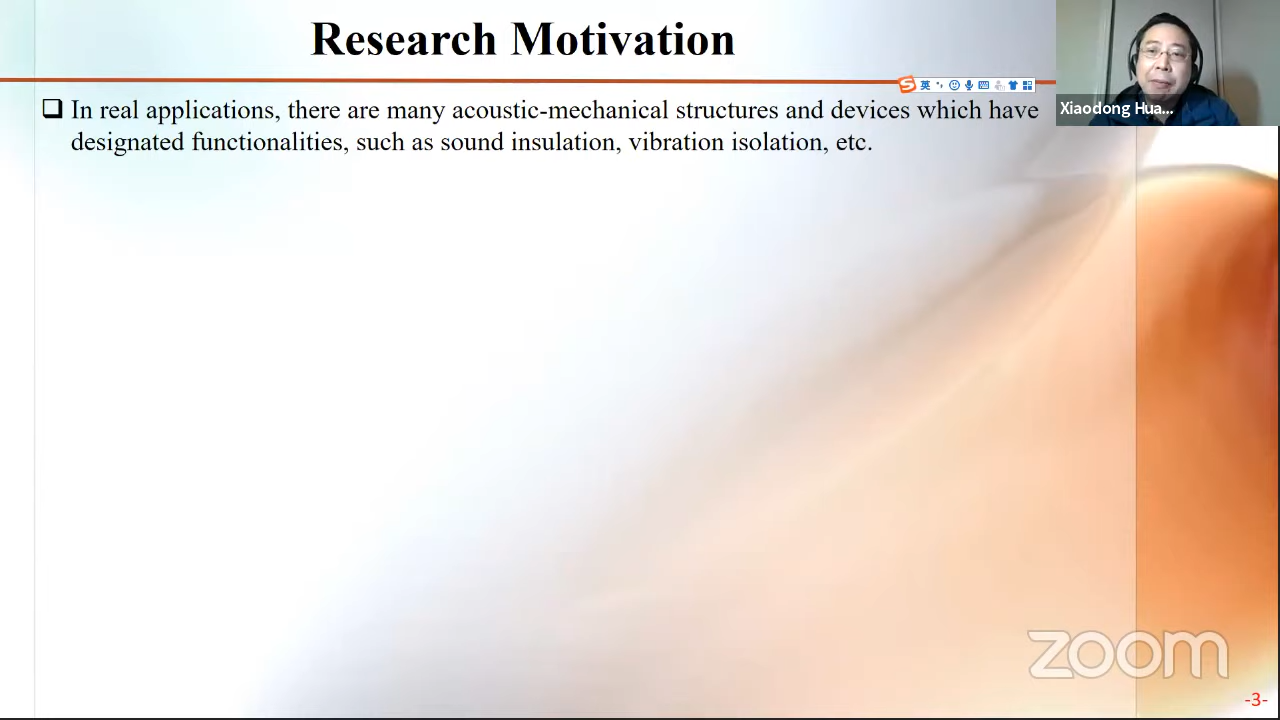 Research Motivation
英
Xiaodong Hua...
❑ In real applications, there are many acoustic-mechanical structures and devices which have
designated functionalities, such as sound insulation, vibration isolation, etc.
zoom
-3-